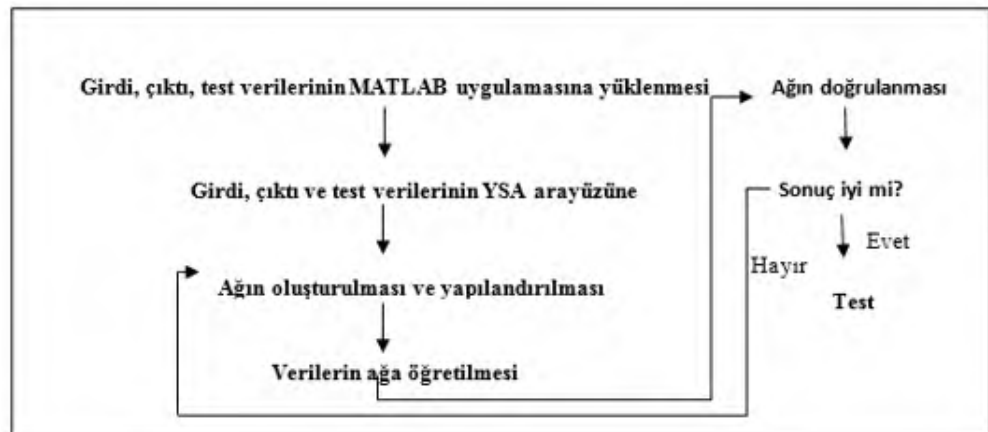 Girdi, çıktı, test verilerinin MATLAB uygulamasına yüklenmesi
Girdi, çıktı ve test verilerinin YSA arayüzüne
Ağın oluşturulması ve yapılandırılması
Verilerin ağa öğretilmesi
Ağın doğrulanması
Sonuç iyi mi?
Evet
Hayır
Test